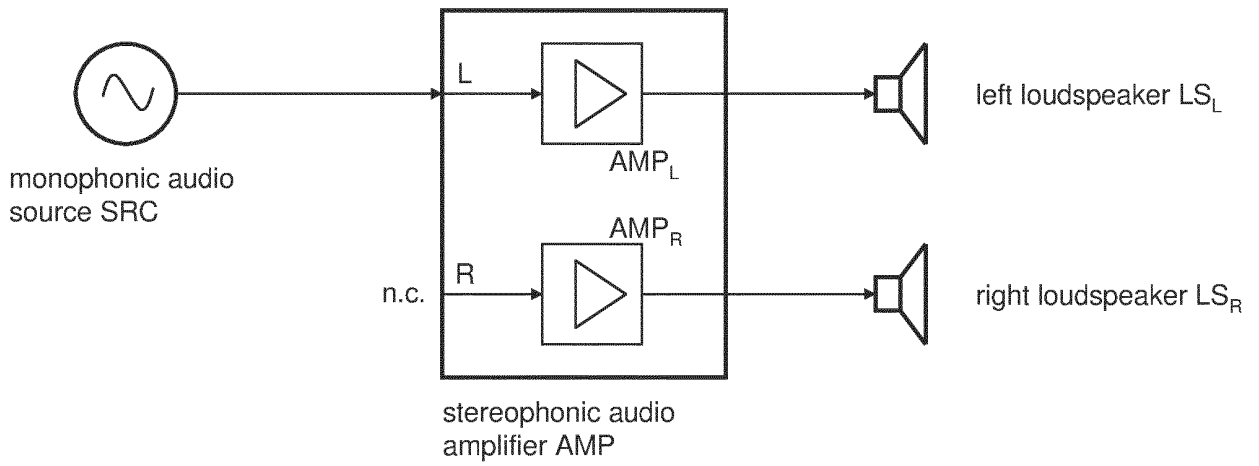 L
left loudspeaker LS_L
AMP_L
monophonic audio
source SRC
AMP_R
R
n.c.
right loudspeaker LS_R
stereophonic audio
amplifier AMP